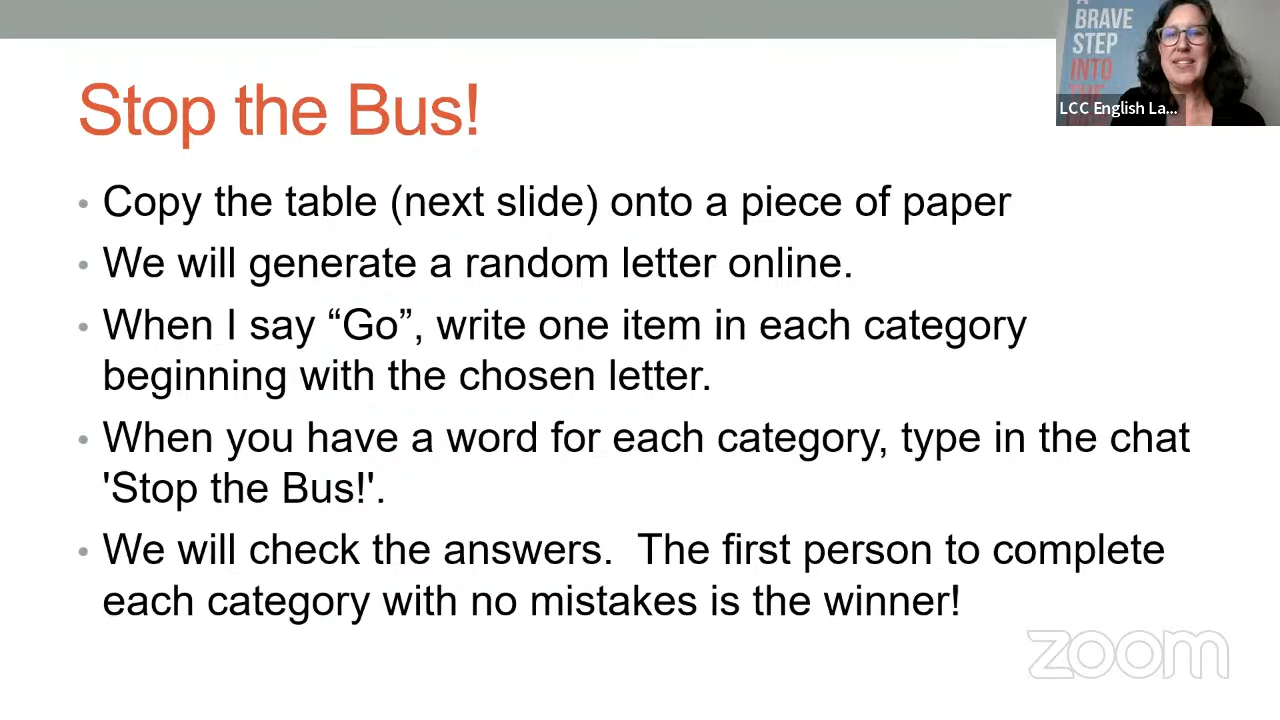 A
BRAVE
STEP
INTO
LCC English La...
Stop the Bus!
• Copy the table (next slide) onto a piece of paper
• We will generate a random letter online.
• When I say “Go”, write one item in each category
beginning with the chosen letter.
• When you have a word for each category, type in the chat
'Stop the Bus!'.
• We will check the answers.  The first person to complete
each category with no mistakes is the winner!
zoom